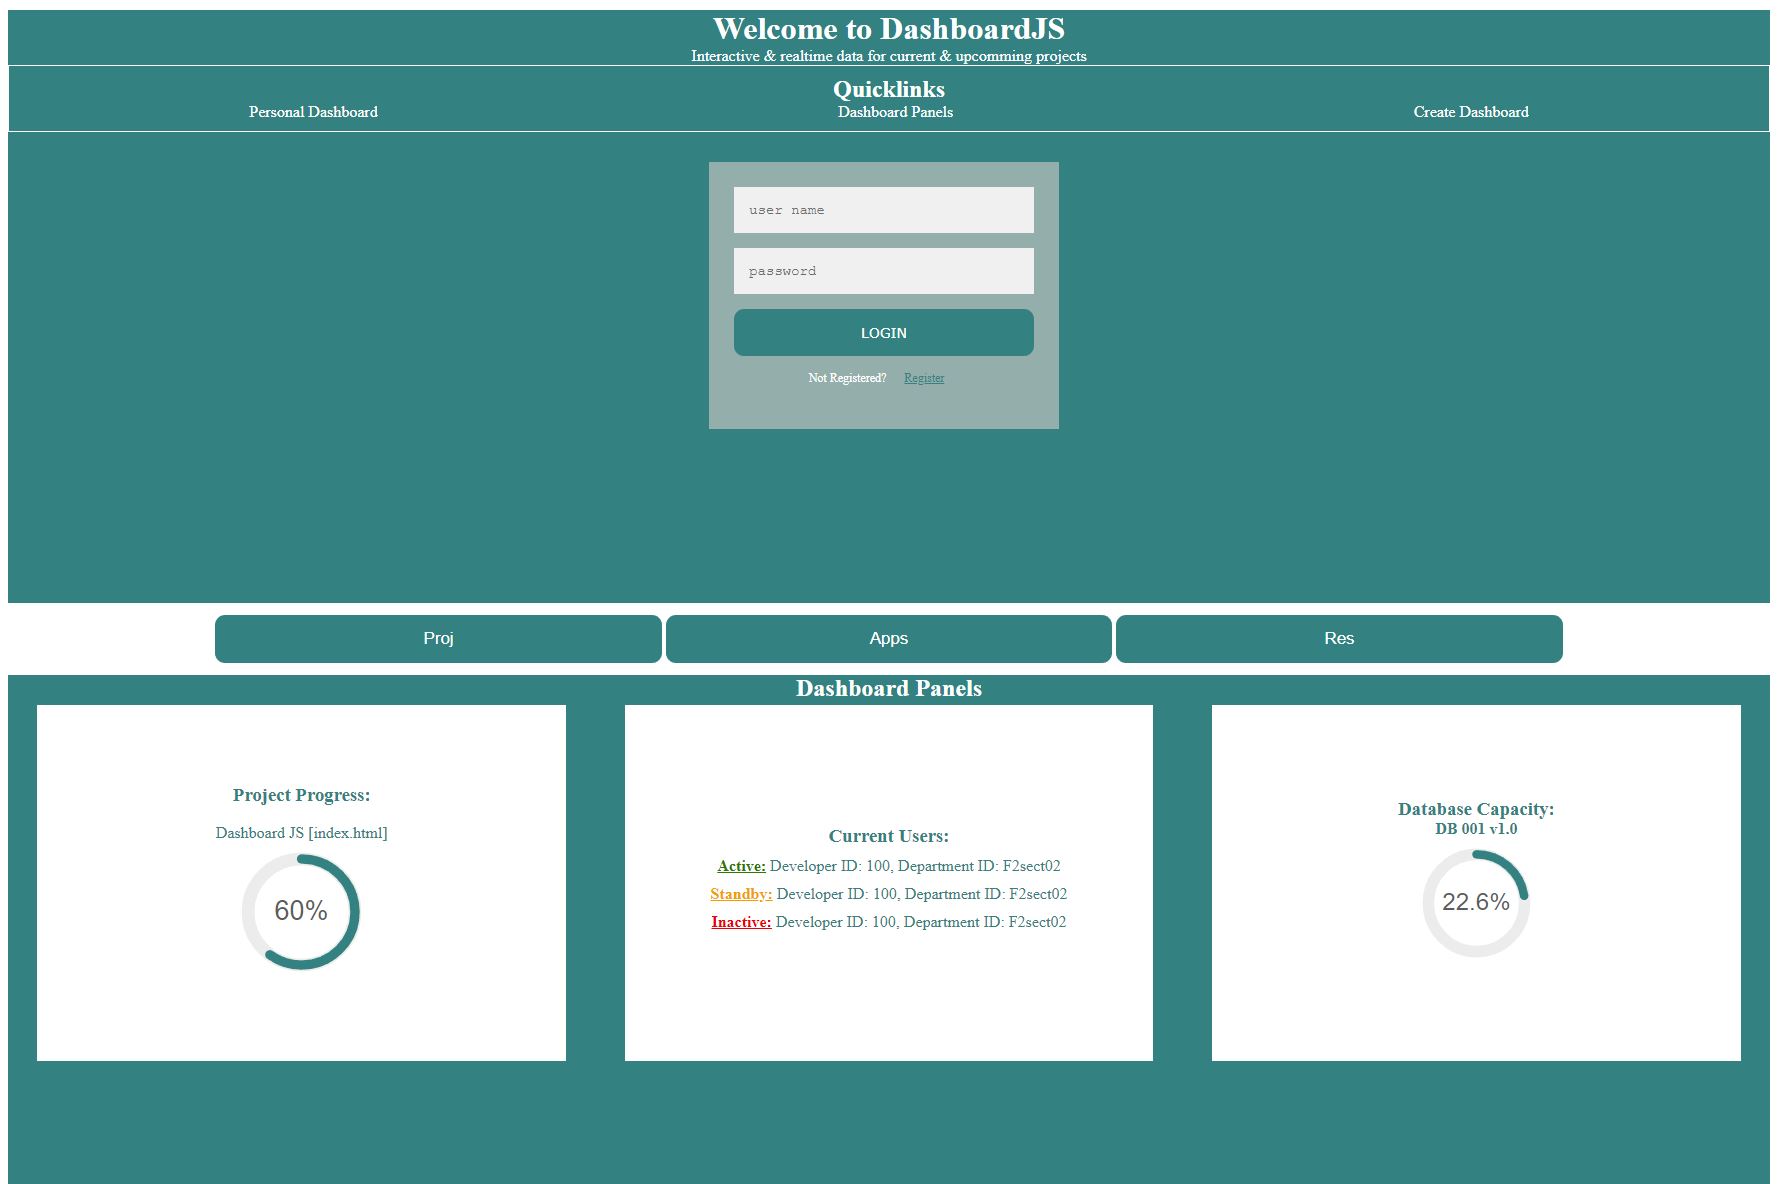 Welcome to DashboardJS
Interactive & realtime data for current & upcomming projects
Quicklinks
Personal Dashboard
Dashboard Panels
Create Dashboard
user name
password
LOGIN
Not Registered? Register
Proj
Apps
Res
Dashboard Panels
Project Progress:
Dashboard JS [index.html]
60%
Current Users:
Active: Developer ID: 100, Department ID: F2sect02
Standby: Developer ID: 100, Department ID: F2sect02
Inactive: Developer ID: 100, Department ID: F2sect02
Database Capacity:
DB 001 v1.0
22.6%